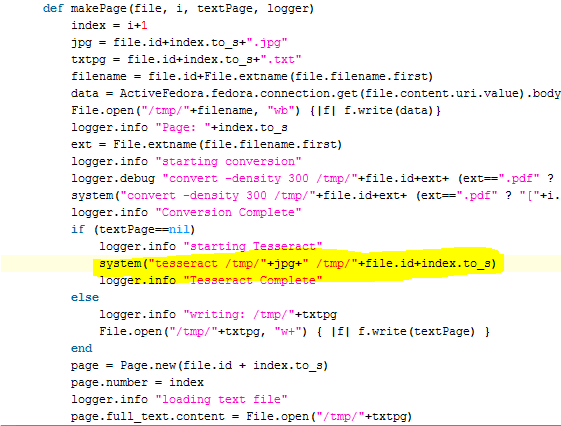 def makePage(file, i, textPage, logger)
    index = i+1
    jpg = file.id+index.to_s+".jpg"
    txtpg = file.id+index.to_s+".txt"
    filename = file.id+File.extname(file.filename.first)
    data = ActiveFedora.fedora.connection.get(file.content.uri.value).body
    File.open("/tmp/"+filename, "wb") {|f| f.write(data)}
    logger.info "Page: "+index.to_s
    ext = File.extname(file.filename.first)
    logger.info "starting conversion"
    logger.debug "convert -density 300 /tmp/"+file.id+ext+ (ext==".pdf" ?
    system("convert -density 300 /tmp/"+file.id+ext+ (ext==".pdf" ? "["+i.
    logger.info "Conversion Complete"
    if (textPage==nil)
        logger.info "starting Tesseract"
        system("tesseract /tmp/"+jpg+" /tmp/"+file.id+index.to_s)
        logger.info "Tesseract Complete"
    else
        logger.info "writing: /tmp/"+txtpg
        File.open("/tmp/"+txtpg, "w+") { |f| f.write(textPage) }
    end
    page = Page.new(file.id + index.to_s)
    page.number = index
    logger.info "loading text file"
    page.full_text.content = File.open("/tmp/"+txtpg)